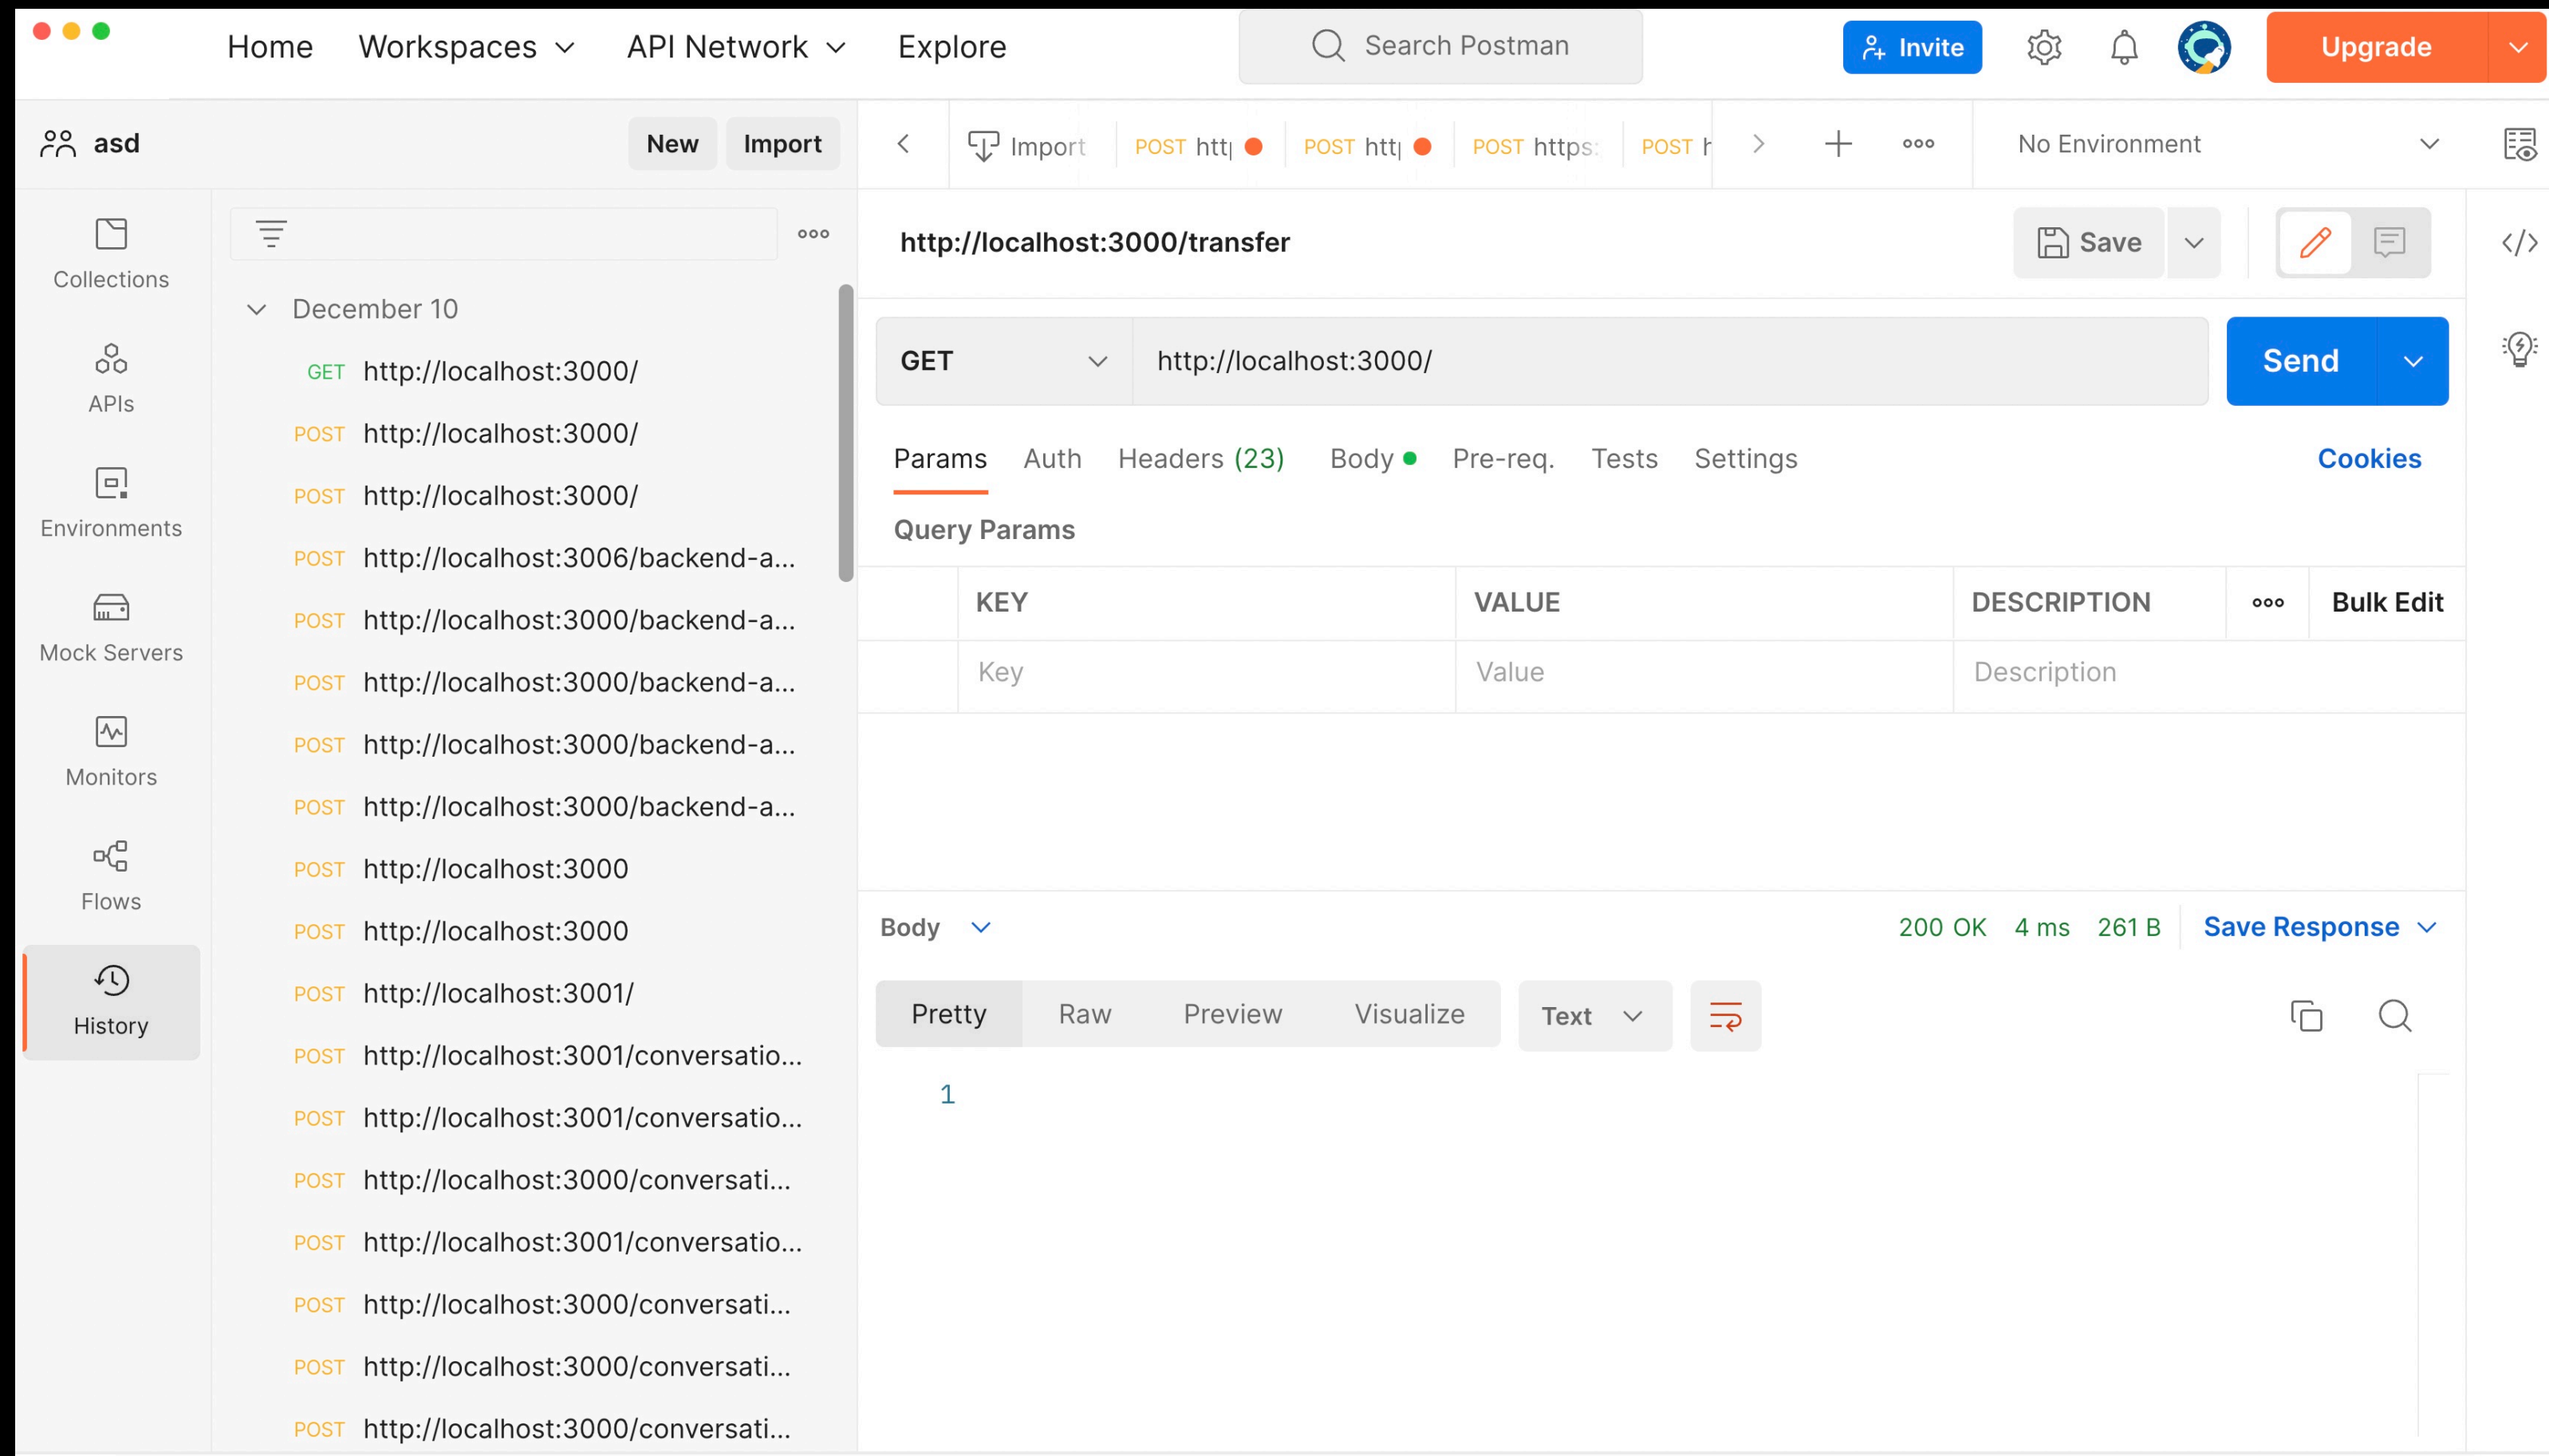 Home Workspaces API Network Explore Search Postman Invite Upgrade
asd New Import
Import POST http POST http POST https: POST h No Environment
Collections
APIs
Environments
Mock Servers
Monitors
Flows
History
December 10
GET http://localhost:3000/
POST http://localhost:3000/
POST http://localhost:3000/
POST http://localhost:3006/backend-a...
POST http://localhost:3000/backend-a...
POST http://localhost:3000/backend-a...
POST http://localhost:3000/backend-a...
POST http://localhost:3000/backend-a...
POST http://localhost:3000
POST http://localhost:3000
POST http://localhost:3001/
POST http://localhost:3001/conversatio...
POST http://localhost:3001/conversatio...
POST http://localhost:3000/conversati...
POST http://localhost:3001/conversatio...
POST http://localhost:3000/conversati...
POST http://localhost:3000/conversati...
POST http://localhost:3000/conversati...
http://localhost:3000/transfer Save
GET http://localhost:3000/ Send
Params Auth Headers (23) Body Pre-req. Tests Settings Cookies
Query Params
KEY VALUE DESCRIPTION Bulk Edit
Key Value Description
Body 200 OK 4 ms 261 B Save Response
Pretty Raw Preview Visualize Text
1